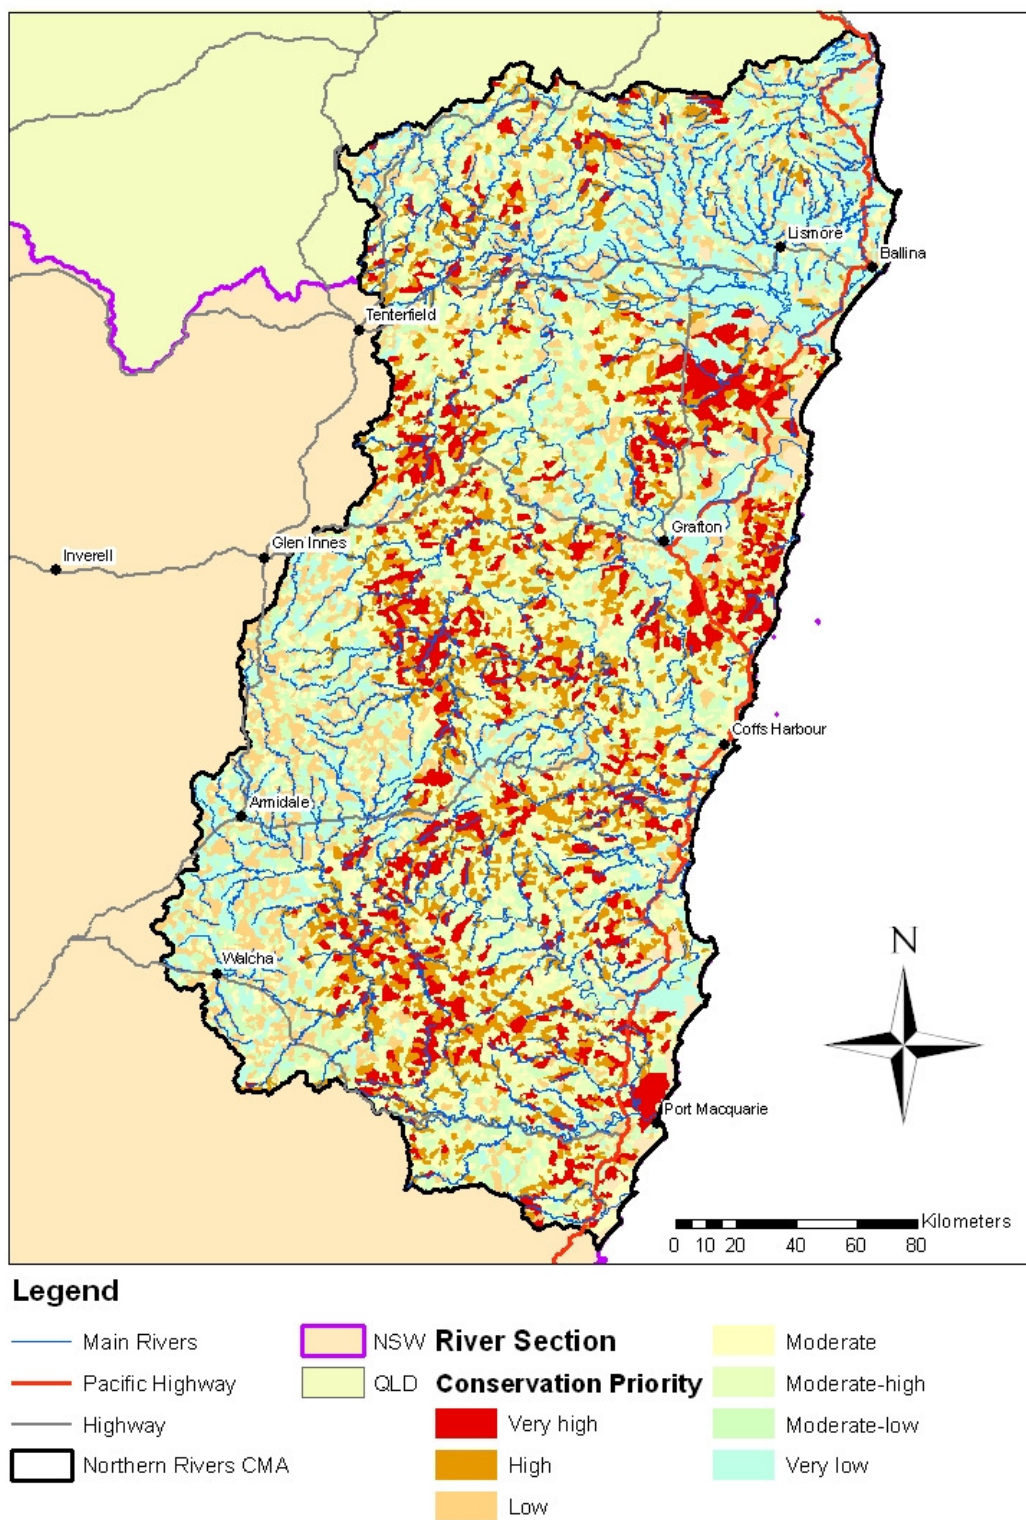 Lismore
Ballina
Tenterfield
Grafton
Glen Innes
Inverell
Coffs Harbour
Armidale
N
Walcha
Port Macquarie
Kilometers
0 10 20 40 60 80
Legend
Main Rivers
Pacific Highway
Highway
Northern Rivers CMA
NSW
QLD
River Section
Conservation Priority
Very high
High
Low
Moderate
Moderate-high
Moderate-low
Very low